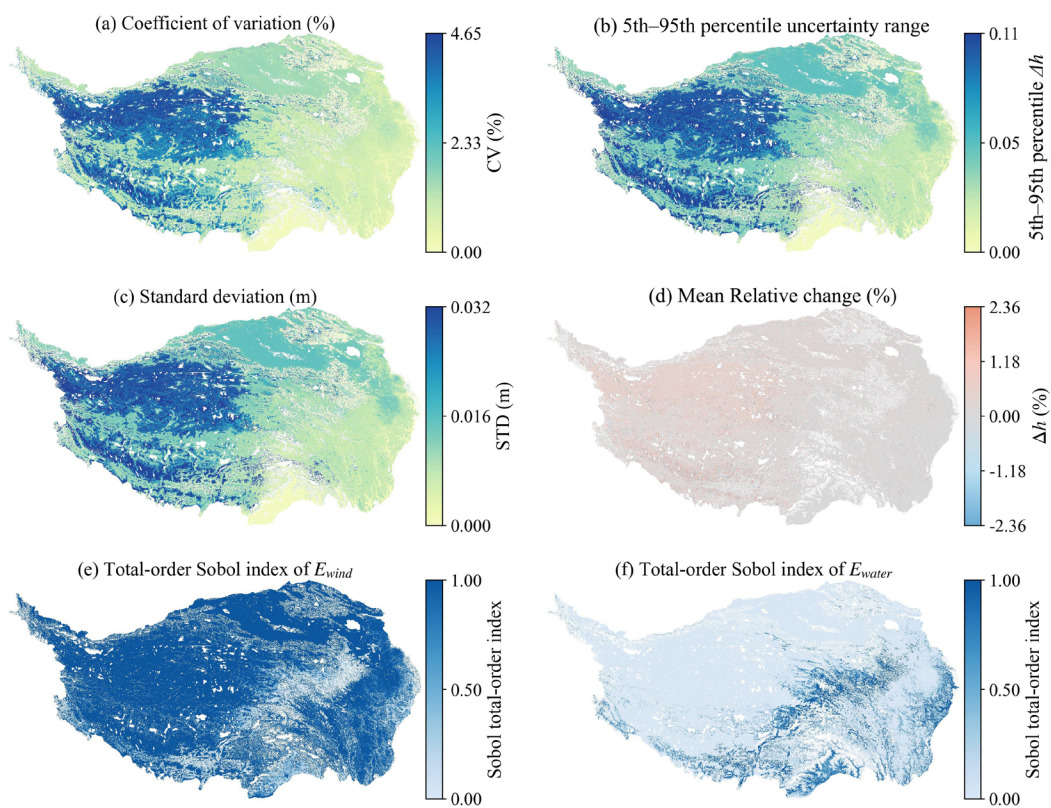 (a) Coefficient of variation (%)
4.65
2.33
0.00
CV (%)
(b) 5th–95th percentile uncertainty range
0.11
0.05
0.00
5th–95th percentile Δh
(c) Standard deviation (m)
0.032
0.016
0.000
STD (m)
(d) Mean Relative change (%)
2.36
1.18
0.00
-1.18
-2.36
Δh (%)
(e) Total-order Sobol index of Ewind
1.00
0.50
0.00
Sobol total-order index
(f) Total-order Sobol index of Ewater
1.00
0.50
0.00
Sobol total-order index